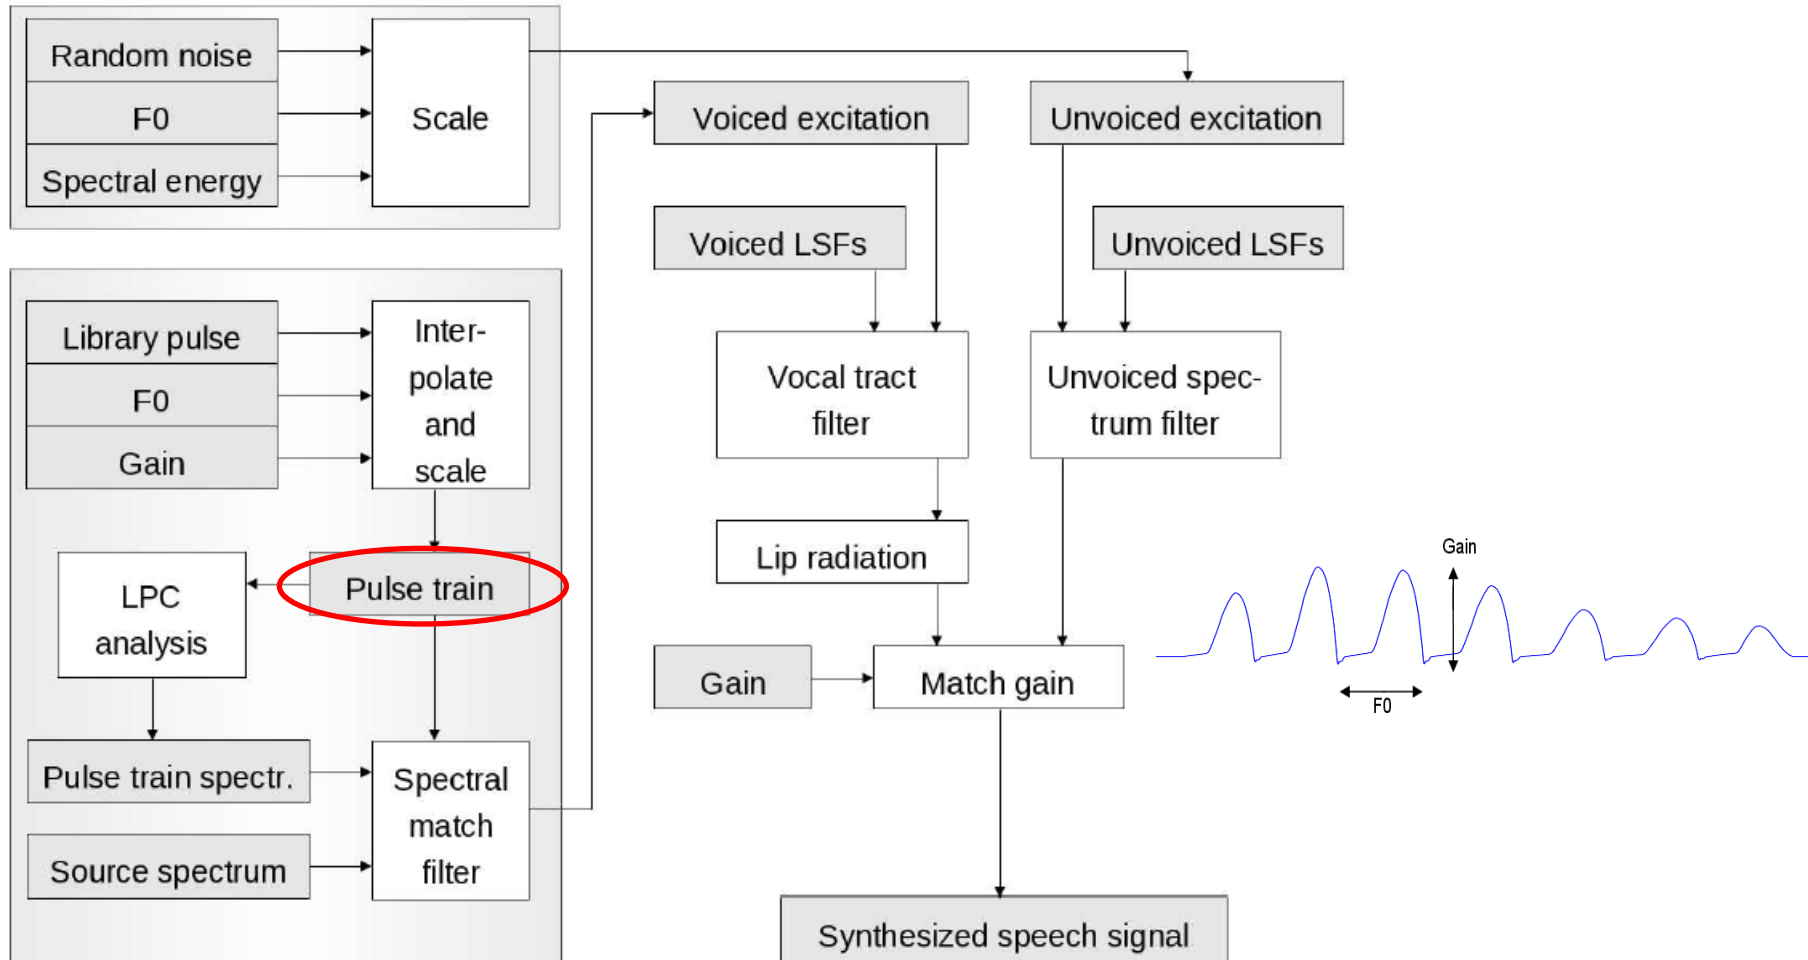 Random noise
F0
Spectral energy
Scale
Voiced excitation
Unvoiced excitation
Voiced LSFs
Unvoiced LSFs
Library pulse
F0
Gain
Inter-
polate
and
scale
Vocal tract
filter
Unvoiced spec-
trum filter
Lip radiation
LPC
analysis
Pulse train
Gain
Match gain
Pulse train spectr.
Source spectrum
Spectral
match
filter
Synthesized speech signal
Gain
F0